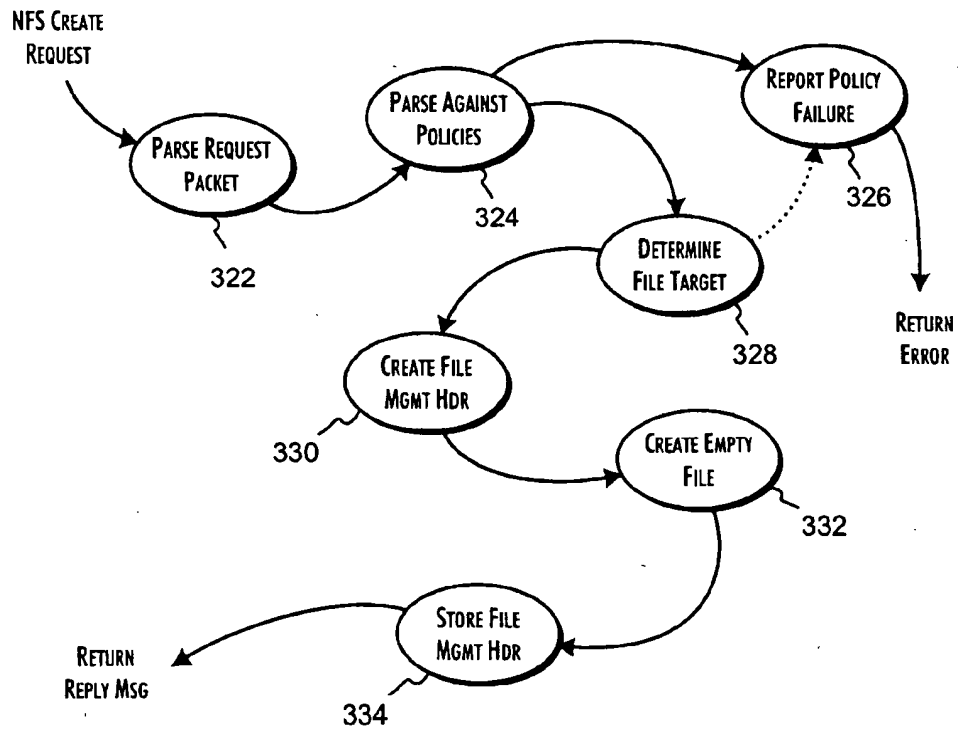 NFS CREATE
REQUEST
PARSE REQUEST
PACKET
322
PARSE AGAINST
POLICIES
324
REPORT POLICY
FAILURE
326
DETERMINE
FILE TARGET
328
RETURN
ERROR
CREATE FILE
MGMT HDR
330
CREATE EMPTY
FILE
332
STORE FILE
MGMT HDR
334
RETURN
REPLY MSG